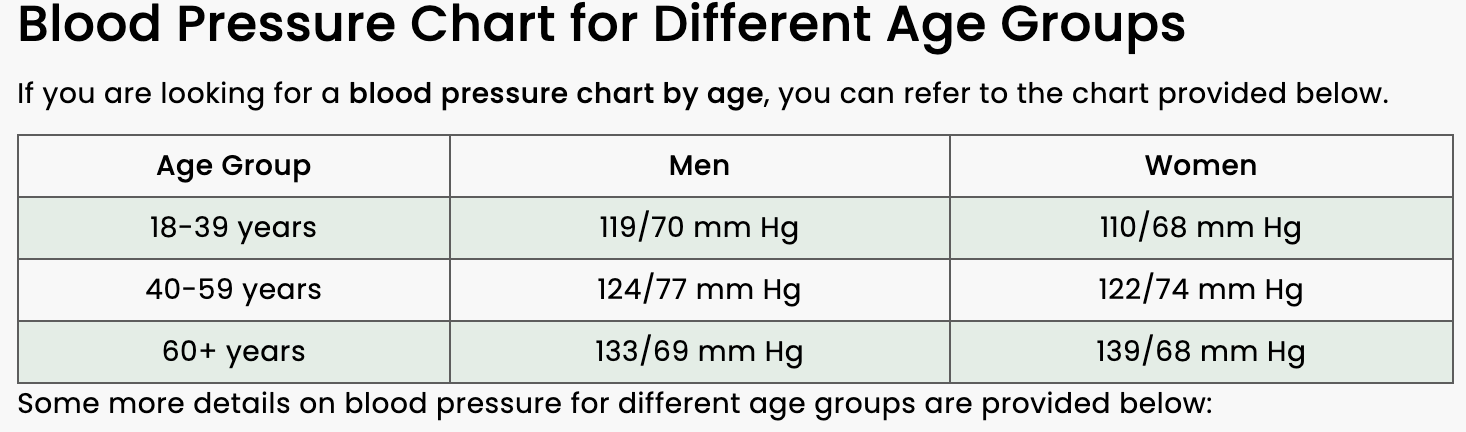 Blood Pressure Chart for Different Age Groups
If you are looking for a blood pressure chart by age, you can refer to the chart provided below.
Age Group Men Women
18-39 years 119/70 mm Hg 110/68 mm Hg
40-59 years 124/77 mm Hg 122/74 mm Hg
60+ years 133/69 mm Hg 139/68 mm Hg
Some more details on blood pressure for different age groups are provided below: